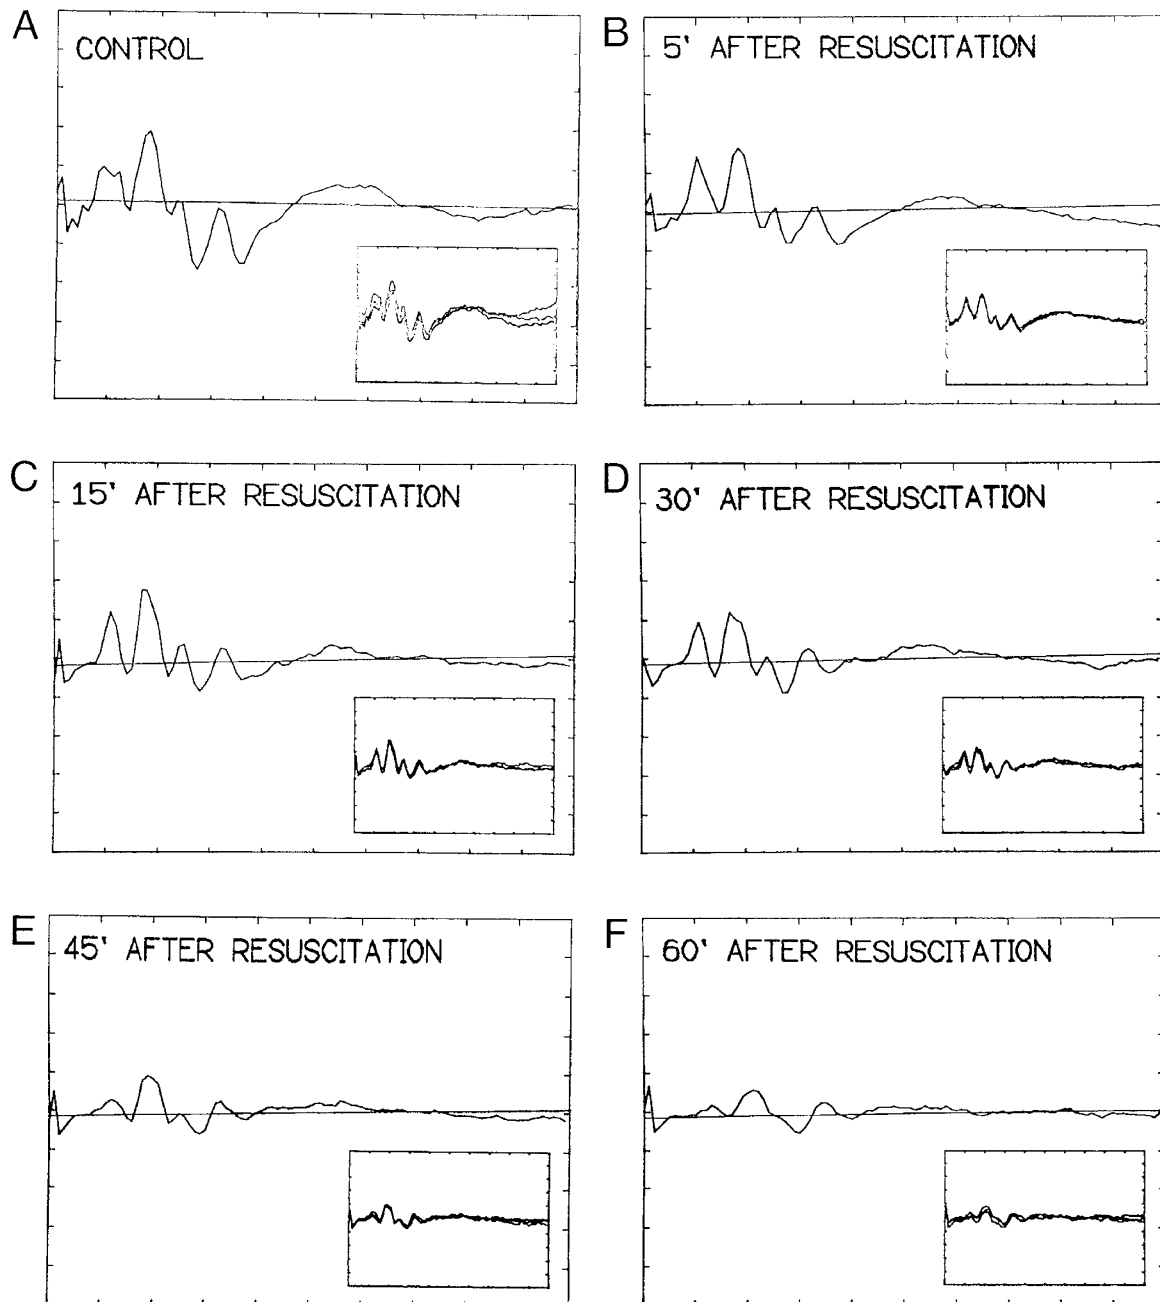 A
CONTROL
B
5' AFTER RESUSCITATION
C
15' AFTER RESUSCITATION
D
30' AFTER RESUSCITATION
E
45' AFTER RESUSCITATION
F
60' AFTER RESUSCITATION